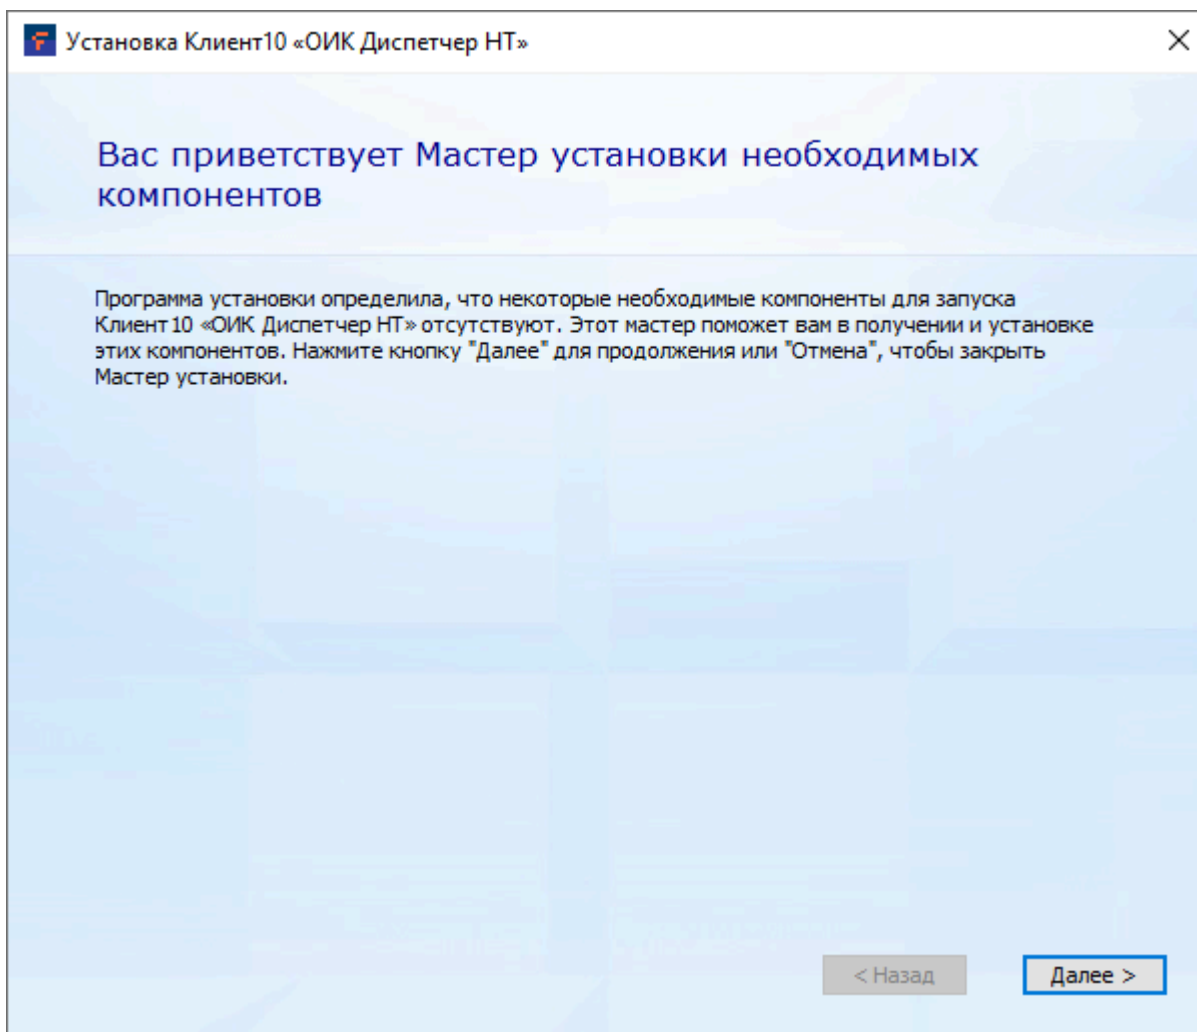 Установка Клиент10 «ОИК Диспетчер НТ»
Вас приветствует Мастер установки необходимых
компонентов
Программа установки определила, что некоторые необходимые компоненты для запуска
Клиент10 «ОИК Диспетчер НТ» отсутствуют. Этот мастер поможет вам в получении и установке
этих компонентов. Нажмите кнопку "Далее" для продолжения или "Отмена", чтобы закрыть
Мастер установки.
< Назад
Далее >